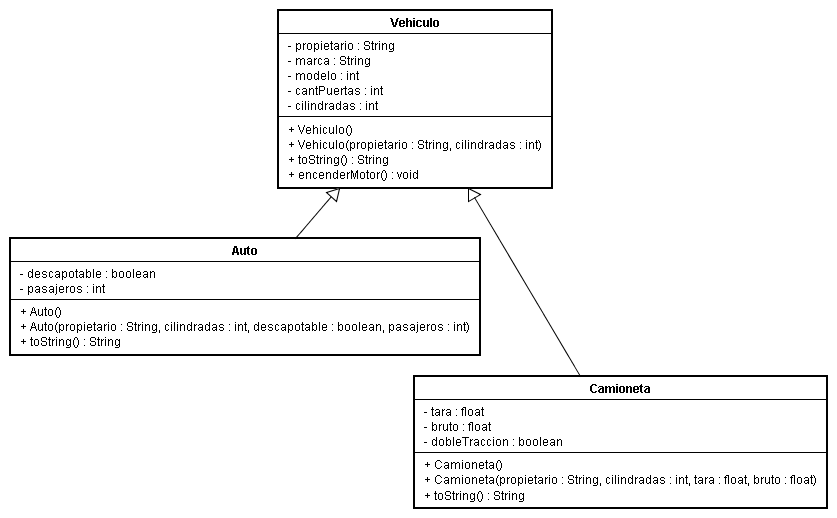 Vehiculo
- propietario : String
- marca : String
- modelo : int
- cantPuertas : int
- cilindradas : int
+ Vehiculo()
+ Vehiculo(propietario : String, cilindradas : int)
+ toString() : String
+ encenderMotor() : void
Auto
- descapotable : boolean
- pasajeros : int
+ Auto()
+ Auto(propietario : String, cilindradas : int, descapotable : boolean, pasajeros : int)
+ toString() : String
Camioneta
- tara : float
- bruto : float
- dobleTraccion : boolean
+ Camioneta()
+ Camioneta(propietario : String, cilindradas : int, tara : float, bruto : float)
+ toString() : String